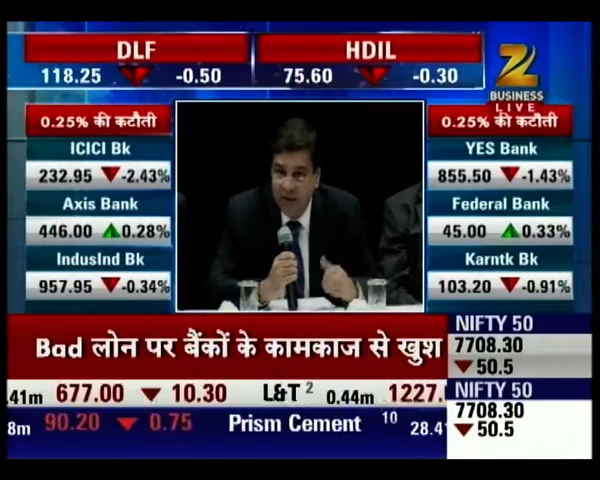 DLF HDIL
118.25 -0.50 75.60 -0.30
Z
BUSINESS
LIVE
0.25% की कटौती 0.25% की कटौती
ICICI Bk YES Bank
232.95 -2.43% 855.50 -1.43%
Axis Bank Federal Bank
446.00 0.28% 45.00 0.33%
IndusInd Bk Karntk Bk
957.95 -0.34% 103.20 -0.91%
Bad लोन पर बैंकों के कामकाज से खुश
NIFTY 50
7708.30
50.5
.41m 677.00 10.30 L&T 2 0.44m 1227.
NIFTY 50
7708.30
50.5
8m 90.20 0.75 Prism Cement 10 28.41